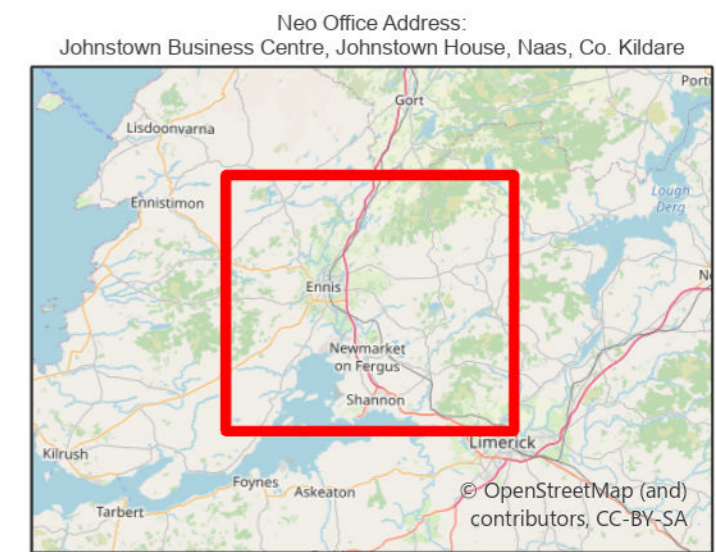 Neo Office Address:
Johnstown Business Centre, Johnstown House, Naas, Co. Kildare
Gort
Lisdoonvarna
Ennistimon
Lough
Derg
Ennis
Newmarket
on Fergus
Shannon
Limerick
Kilrush
Foynes
Askeaton
Tarbert
© OpenStreetMap (and)
contributors, CC-BY-SA